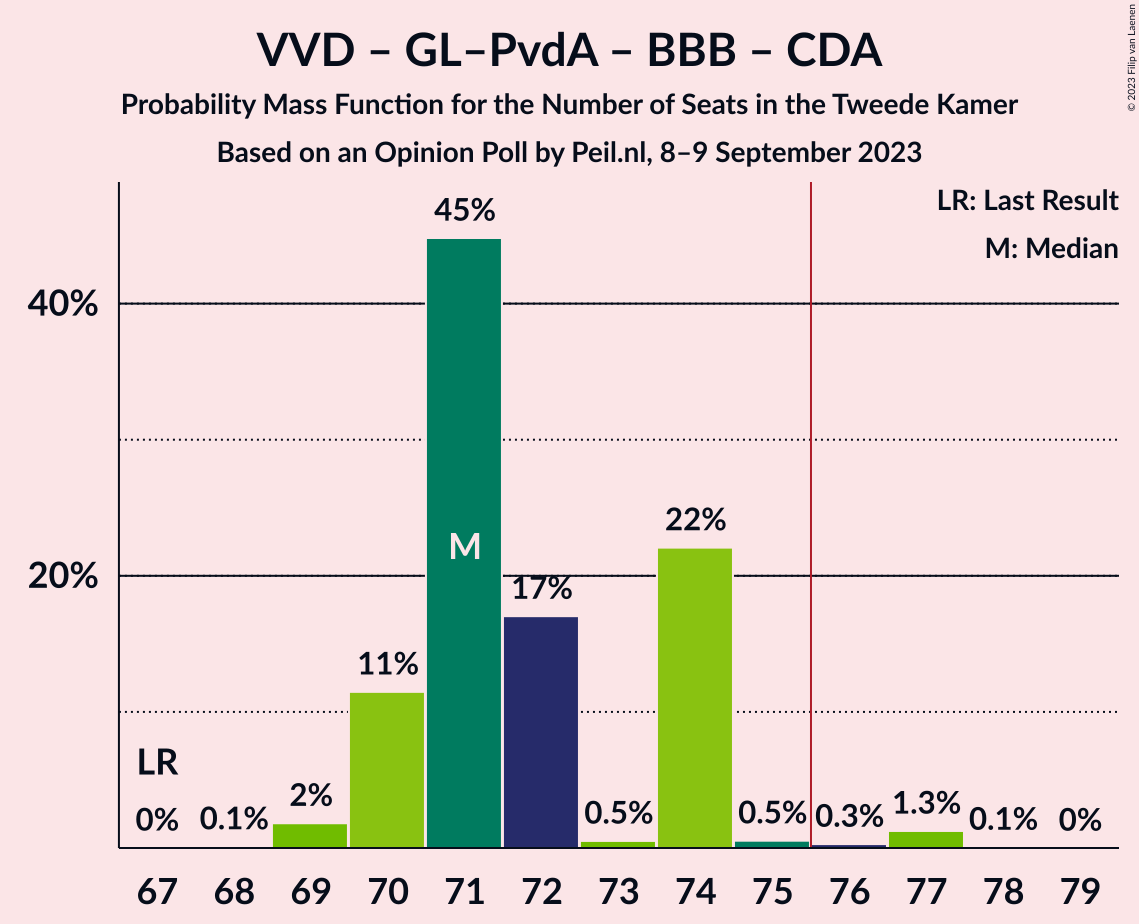 VVD – GL–PvdA – BBB – CDA
Probability Mass Function for the Number of Seats in the Tweede Kamer
Based on an Opinion Poll by Peil.nl, 8–9 September 2023
© 2023 Filip van Laenen
LR: Last Result
M: Median
45%
40%
M
22%
20%
17%
11%
LR
2%
0% 0.1% 0.5% 0.5% 0.3% 1.3% 0.1% 0%
67 68 69 70 71 72 73 74 75 76 77 78 79